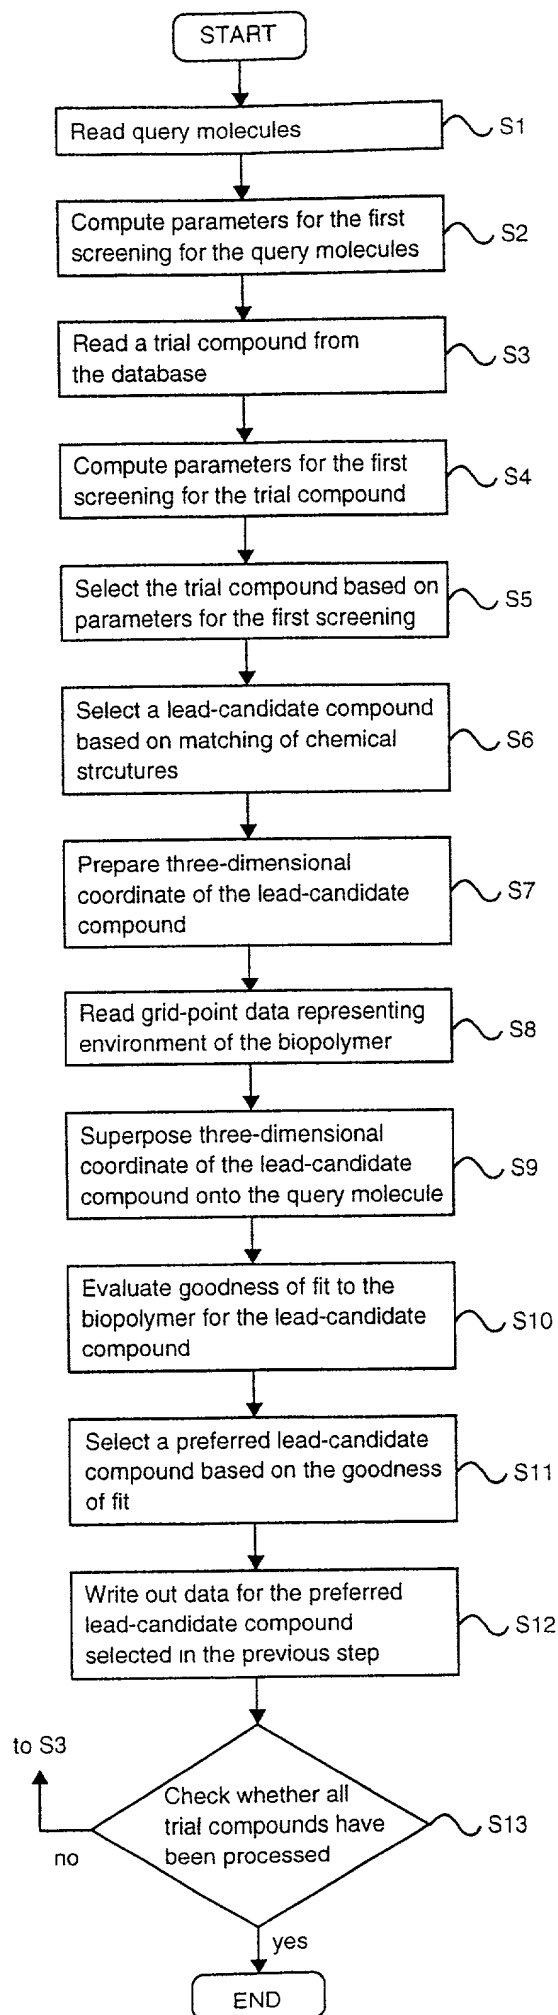 START
Read query molecules
S1
Compute parameters for the first
screening for the query molecules
S2
Read a trial compound from
the database
S3
Compute parameters for the first
screening for the trial compound
S4
Select the trial compound based on
parameters for the first screening
S5
Select a lead-candidate compound
based on matching of chemical
strcutures
S6
Prepare three-dimensional
coordinate of the lead-candidate
compound
S7
Read grid-point data representing
environment of the biopolymer
S8
Superpose three-dimensional
coordinate of the lead-candidate
compound onto the query molecule
S9
Evaluate goodness of fit to the
biopolymer for the lead-candidate
compound
S10
Select a preferred lead-candidate
compound based on the goodness
of fit
S11
Write out data for the preferred
lead-candidate compound
selected in the previous step
S12
to S3
Check whether all
trial compounds have
been processed
S13
no
yes
END